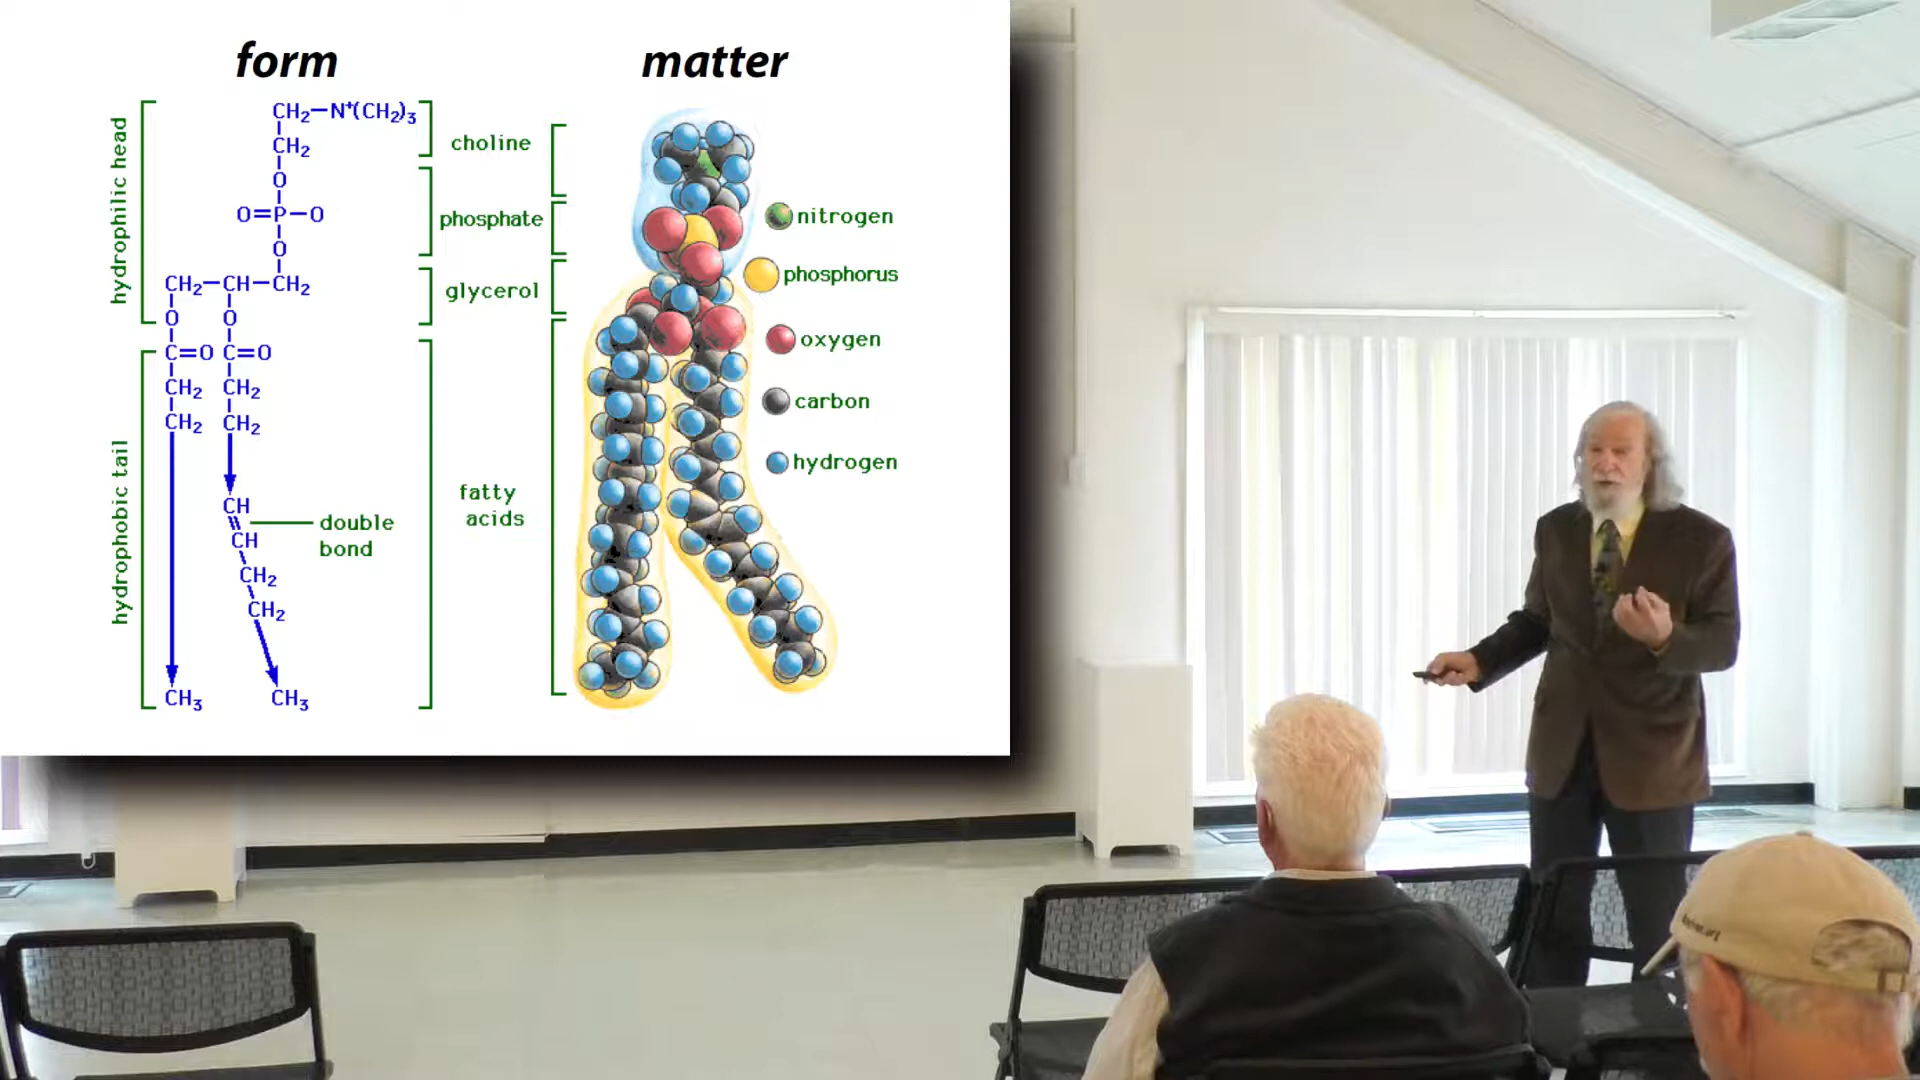 form
matter
hydrophilic head
hydrophobic tail
CH₂—N⁺(CH₂)₃
CH₂
O
O=P—O
O
CH₂—CH—CH₂
O O
C=O C=O
CH₂ CH₂
CH₂ CH₂
CH
CH
CH₂
CH₂
CH₃ CH₃
double
bond
choline
phosphate
glycerol
fatty
acids
nitrogen
phosphorus
oxygen
carbon
hydrogen